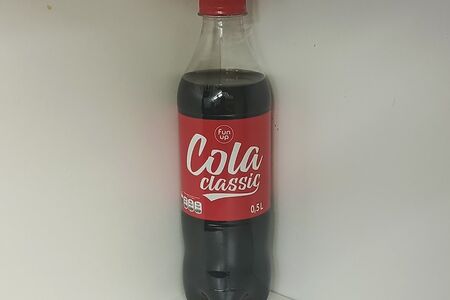 fun
up
Cola
classic
0,5 L